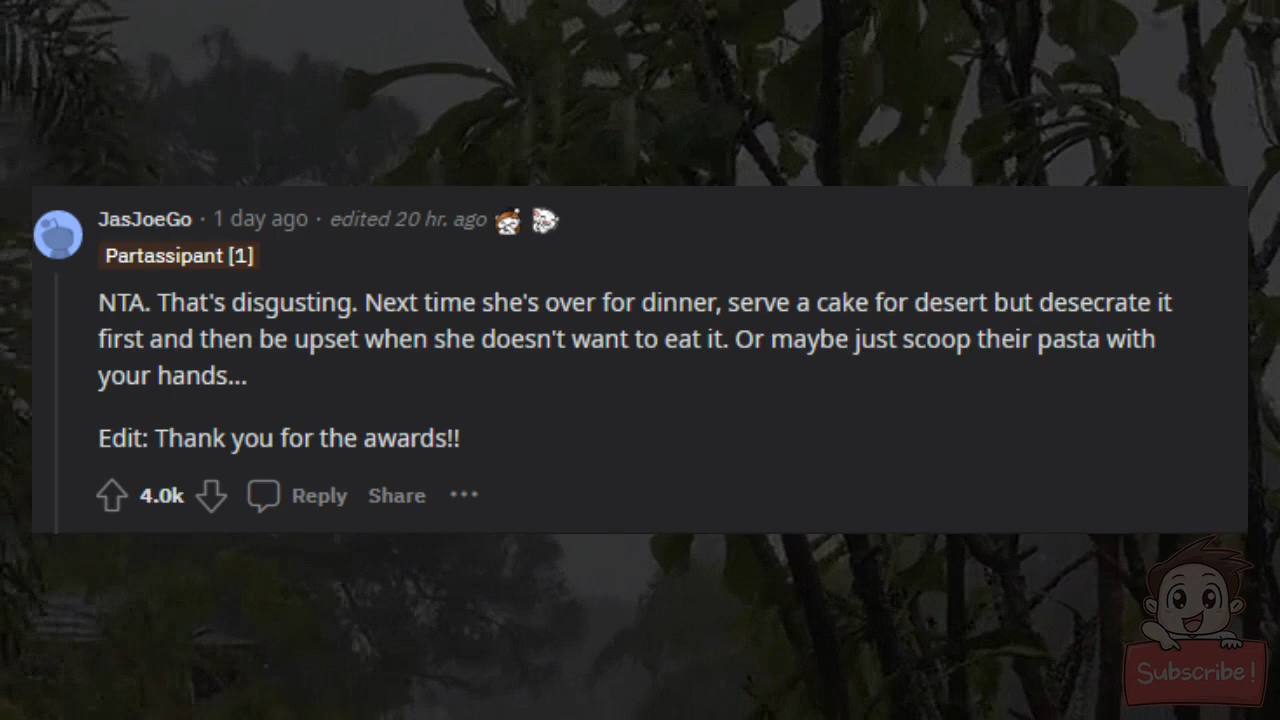 JasJoeGo · 1 day ago · edited 20 hr. ago
Partassipant [1]
NTA. That's disgusting. Next time she's over for dinner, serve a cake for desert but desecrate it
first and then be upset when she doesn't want to eat it. Or maybe just scoop their pasta with
your hands...
Edit: Thank you for the awards!!
4.0k Reply Share ···
Subscribe!